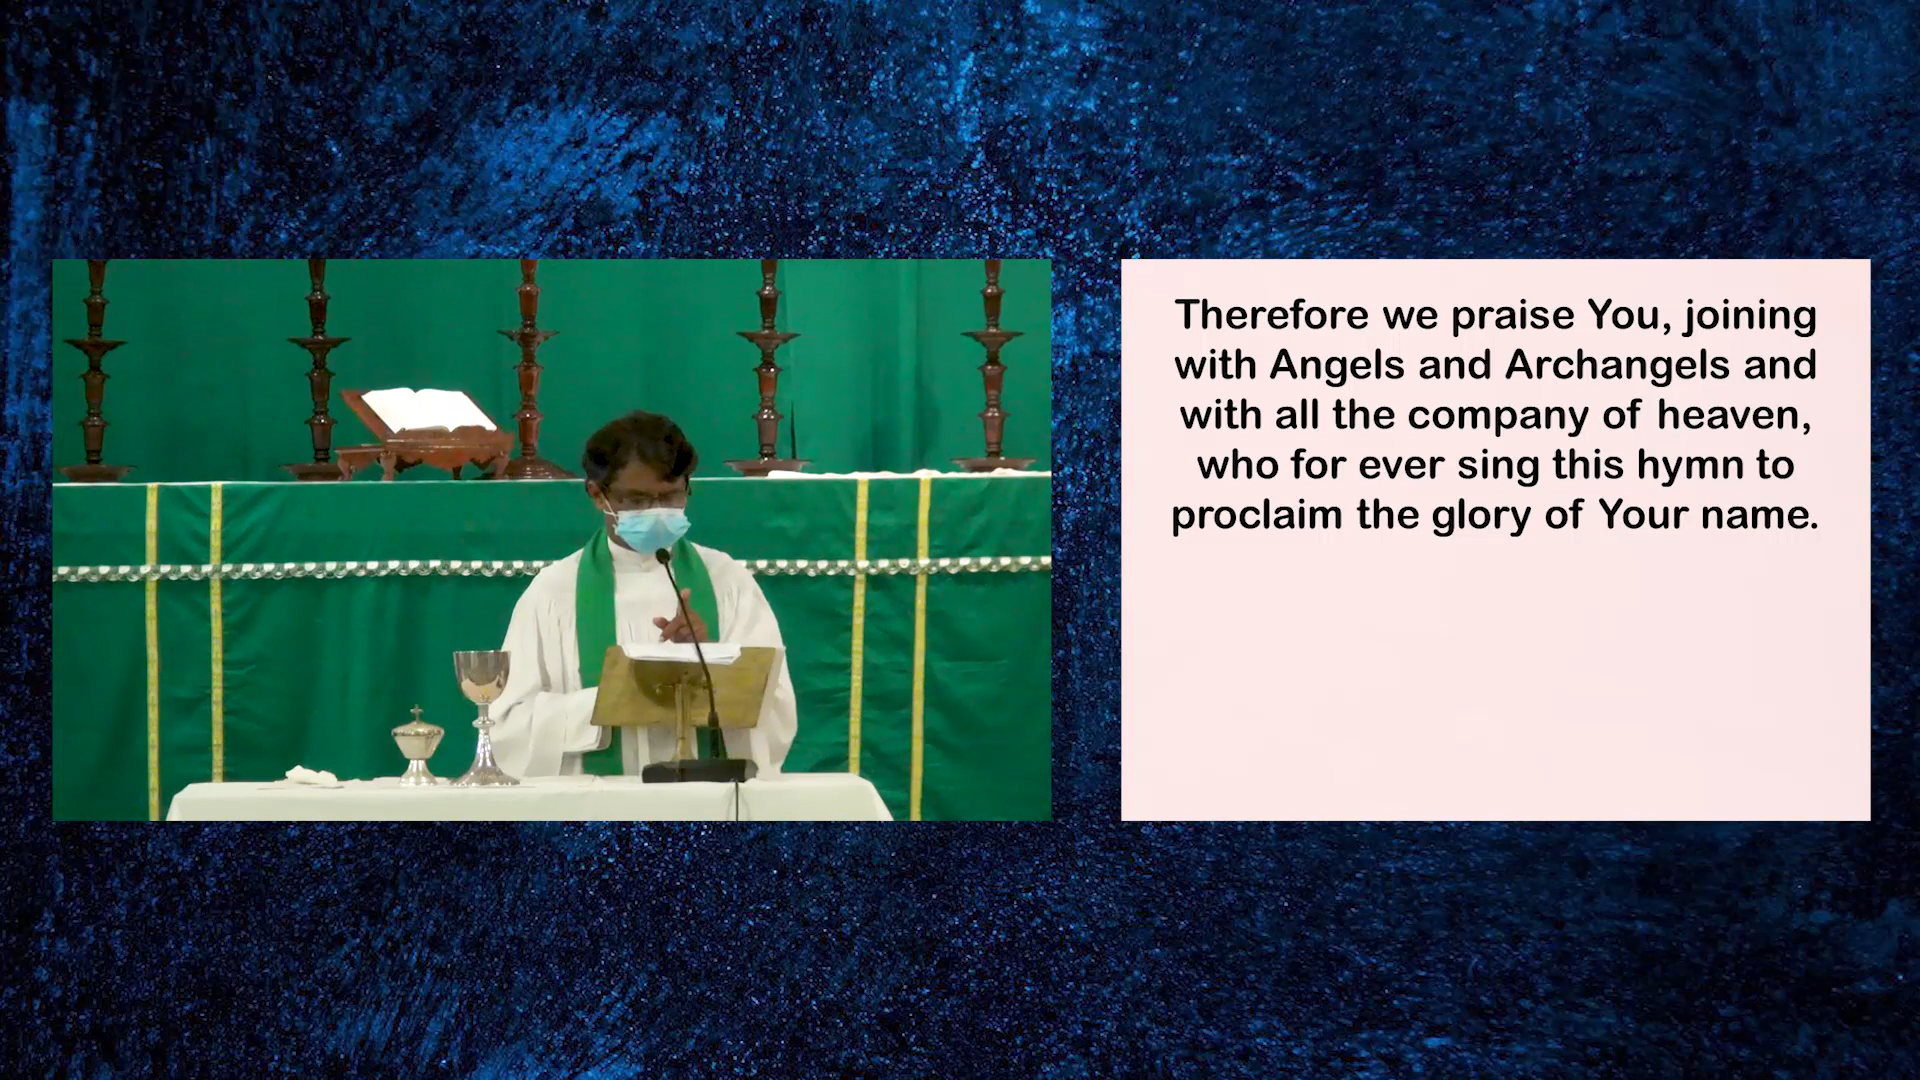 Therefore we praise You, joining
with Angels and Archangels and
with all the company of heaven,
who for ever sing this hymn to
proclaim the glory of Your name.